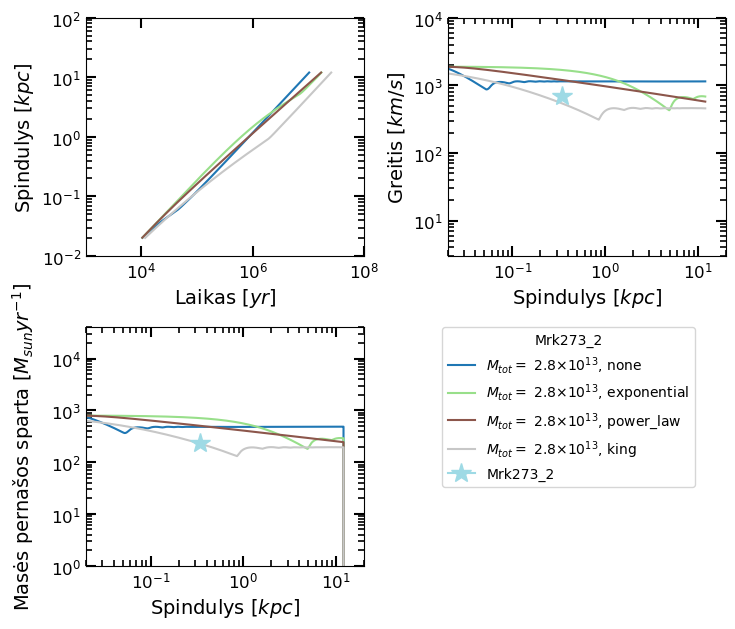 Spindulys [kpc]
10² 10¹ 10⁰ 10⁻¹ 10⁻²
10⁴ 10⁶ 10⁸
Laikas [yr]
Greitis [km/s]
10⁴ 10³ 10² 10¹
10⁻¹ 10⁰ 10¹
Spindulys [kpc]
Masės pernašos sparta [M_sun yr⁻¹]
10⁴ 10³ 10² 10¹ 10⁰
10⁻¹ 10⁰ 10¹
Spindulys [kpc]
Mrk273_2
M_tot = 2.8×10¹³, none
M_tot = 2.8×10¹³, exponential
M_tot = 2.8×10¹³, power_law
M_tot = 2.8×10¹³, king
Mrk273_2